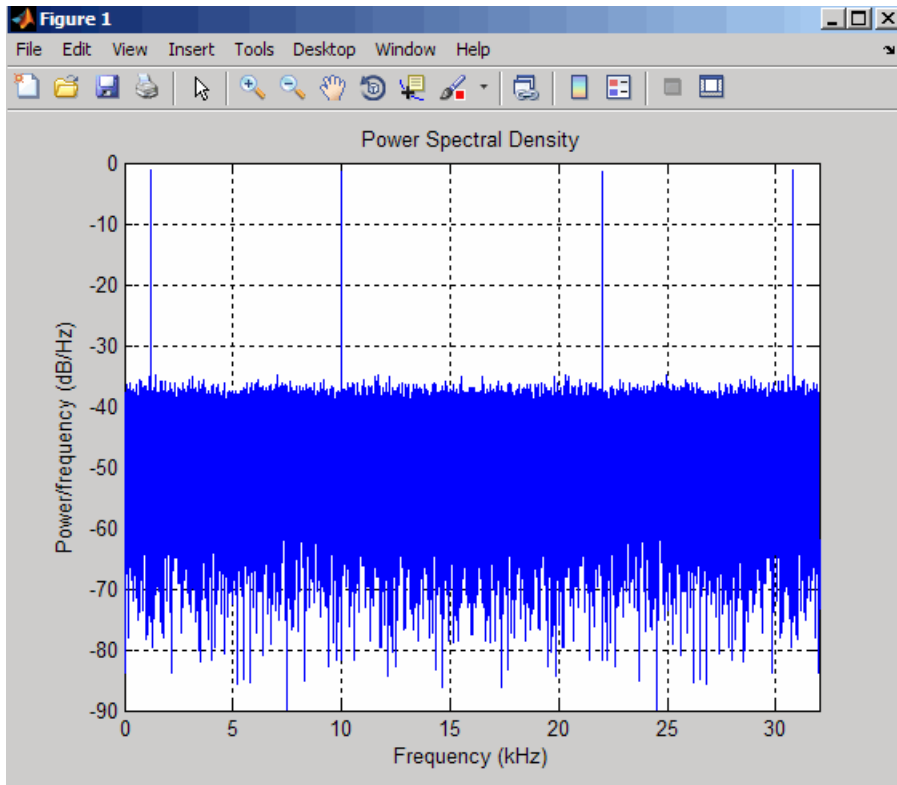 Figure 1
File Edit View Insert Tools Desktop Window Help
Power Spectral Density
0
-10
-20
-30
-40
-50
-60
-70
-80
-90
Power/frequency (dB/Hz)
0 5 10 15 20 25 30
Frequency (kHz)